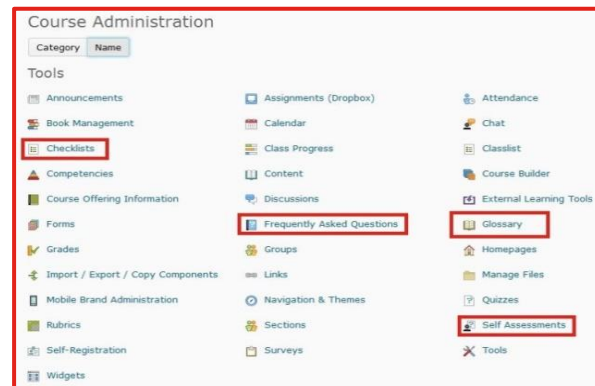 Course Administration
Category Name
Tools
Announcements Assignments (Dropbox) Attendance
Book Management Calendar Chat
Checklists Class Progress Classlist
Competencies Content Course Builder
Course Offering Information Discussions External Learning Tools
Forms Frequently Asked Questions Glossary
Grades Groups Homepages
Import / Export / Copy Components Links Manage Files
Mobile Brand Administration Navigation & Themes Quizzes
Rubrics Sections Self Assessments
Self-Registration Surveys Tools
Widgets